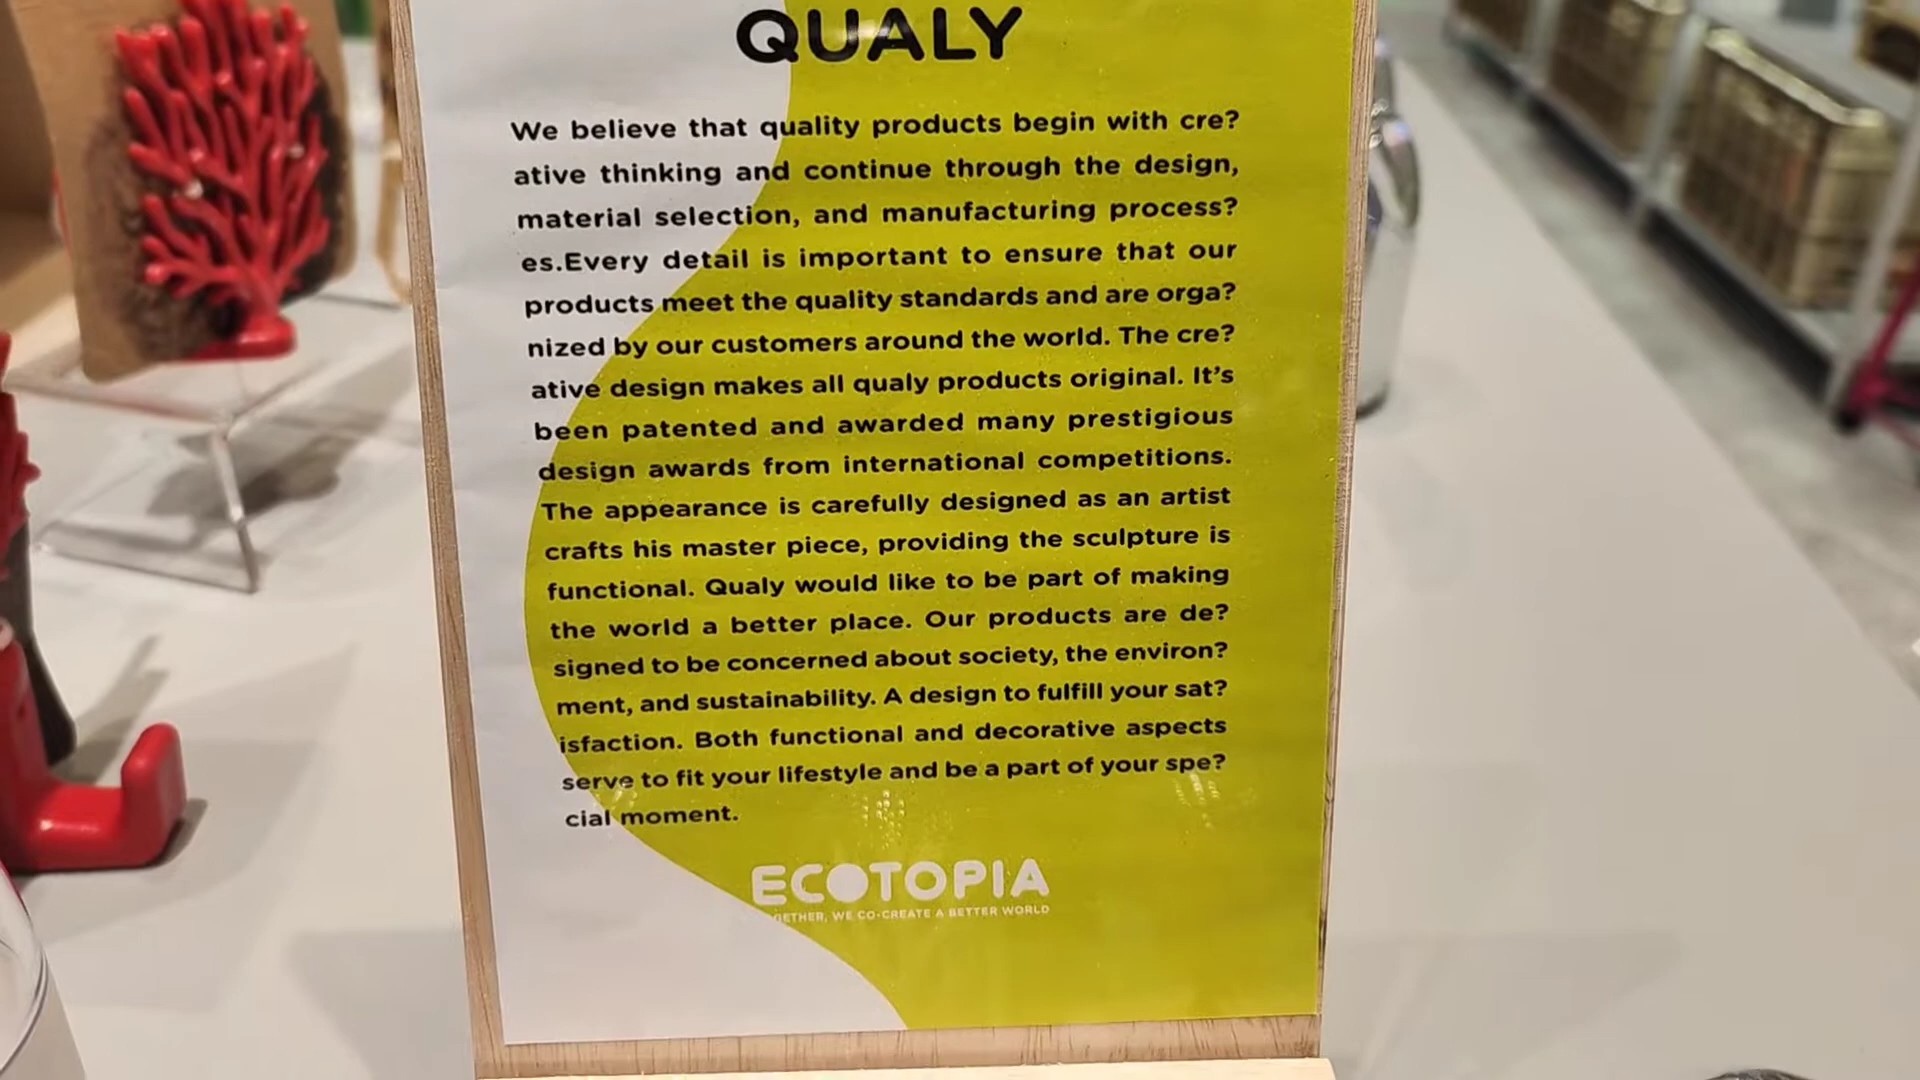 QUALY
We believe that quality products begin with cre?
ative thinking and continue through the design,
material selection, and manufacturing process?
es.Every detail is important to ensure that our
products meet the quality standards and are orga?
nized by our customers around the world. The cre?
ative design makes all qualy products original. It's
been patented and awarded many prestigious
design awards from international competitions.
The appearance is carefully designed as an artist
crafts his master piece, providing the sculpture is
functional. Qualy would like to be part of making
the world a better place. Our products are de?
signed to be concerned about society, the environ?
ment, and sustainability. A design to fulfill your sat?
isfaction. Both functional and decorative aspects
serve to fit your lifestyle and be a part of your spe?
cial moment.
ECOTOPIA
WE CO-CREATE A BETTER WORLD